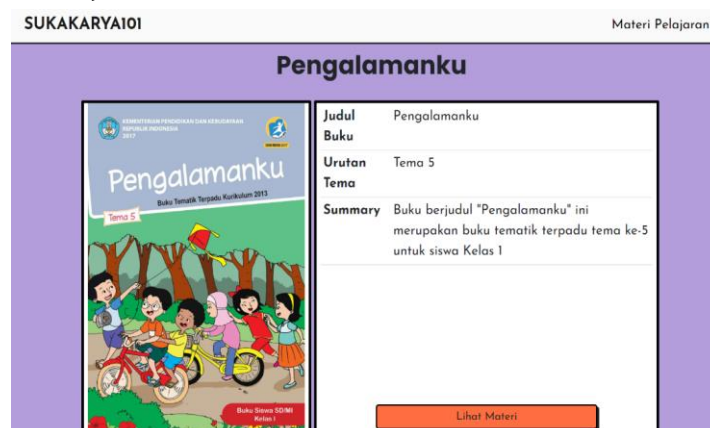 SUKAKARYA101
Materi Pelajaran
Pengalamanku
KEMENTERIAN PENDIDIKAN DAN KEBUDAYAAN
REPUBLIK INDONESIA
2017
Pengalamanku
Buku Tematik Terpadu Kurikulum 2013
Tema 5
Buku Siswa SD/MI
Kelas I
Judul Buku
Pengalamanku
Urutan Tema
Tema 5
Summary
Buku berjudul "Pengalamanku" ini
merupakan buku tematik terpadu tema ke-5
untuk siswa Kelas 1
Lihat Materi